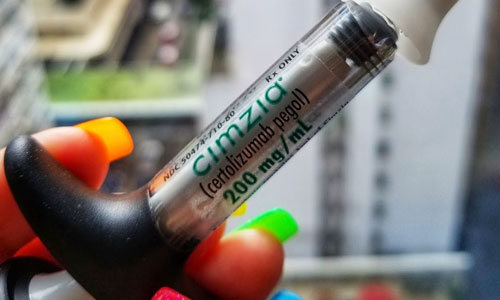 NDC 50474-710-80 Rx ONLY
cimzia®
(certolizumab pegol)
200 mg/mL